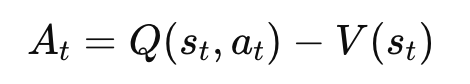 A_t = Q(s_t, a_t) − V(s_t)